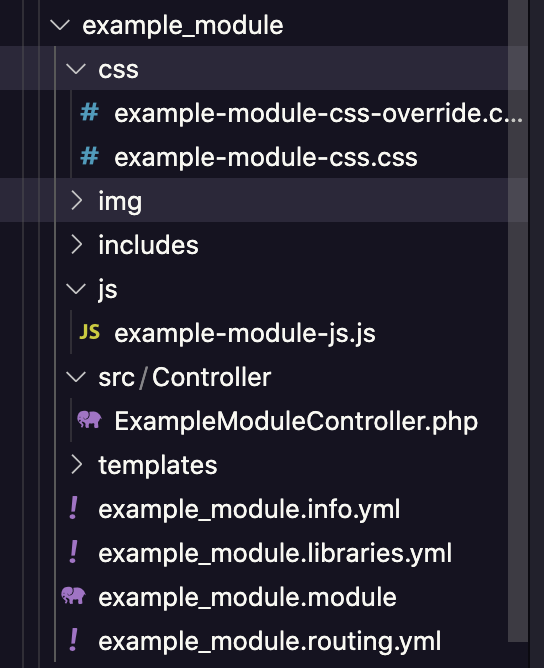 example_module
css
# example-module-css-override.c...
# example-module-css.css
img
includes
js
JS example-module-js.js
src/Controller
ExampleModuleController.php
templates
! example_module.info.yml
! example_module.libraries.yml
example_module.module
! example_module.routing.yml